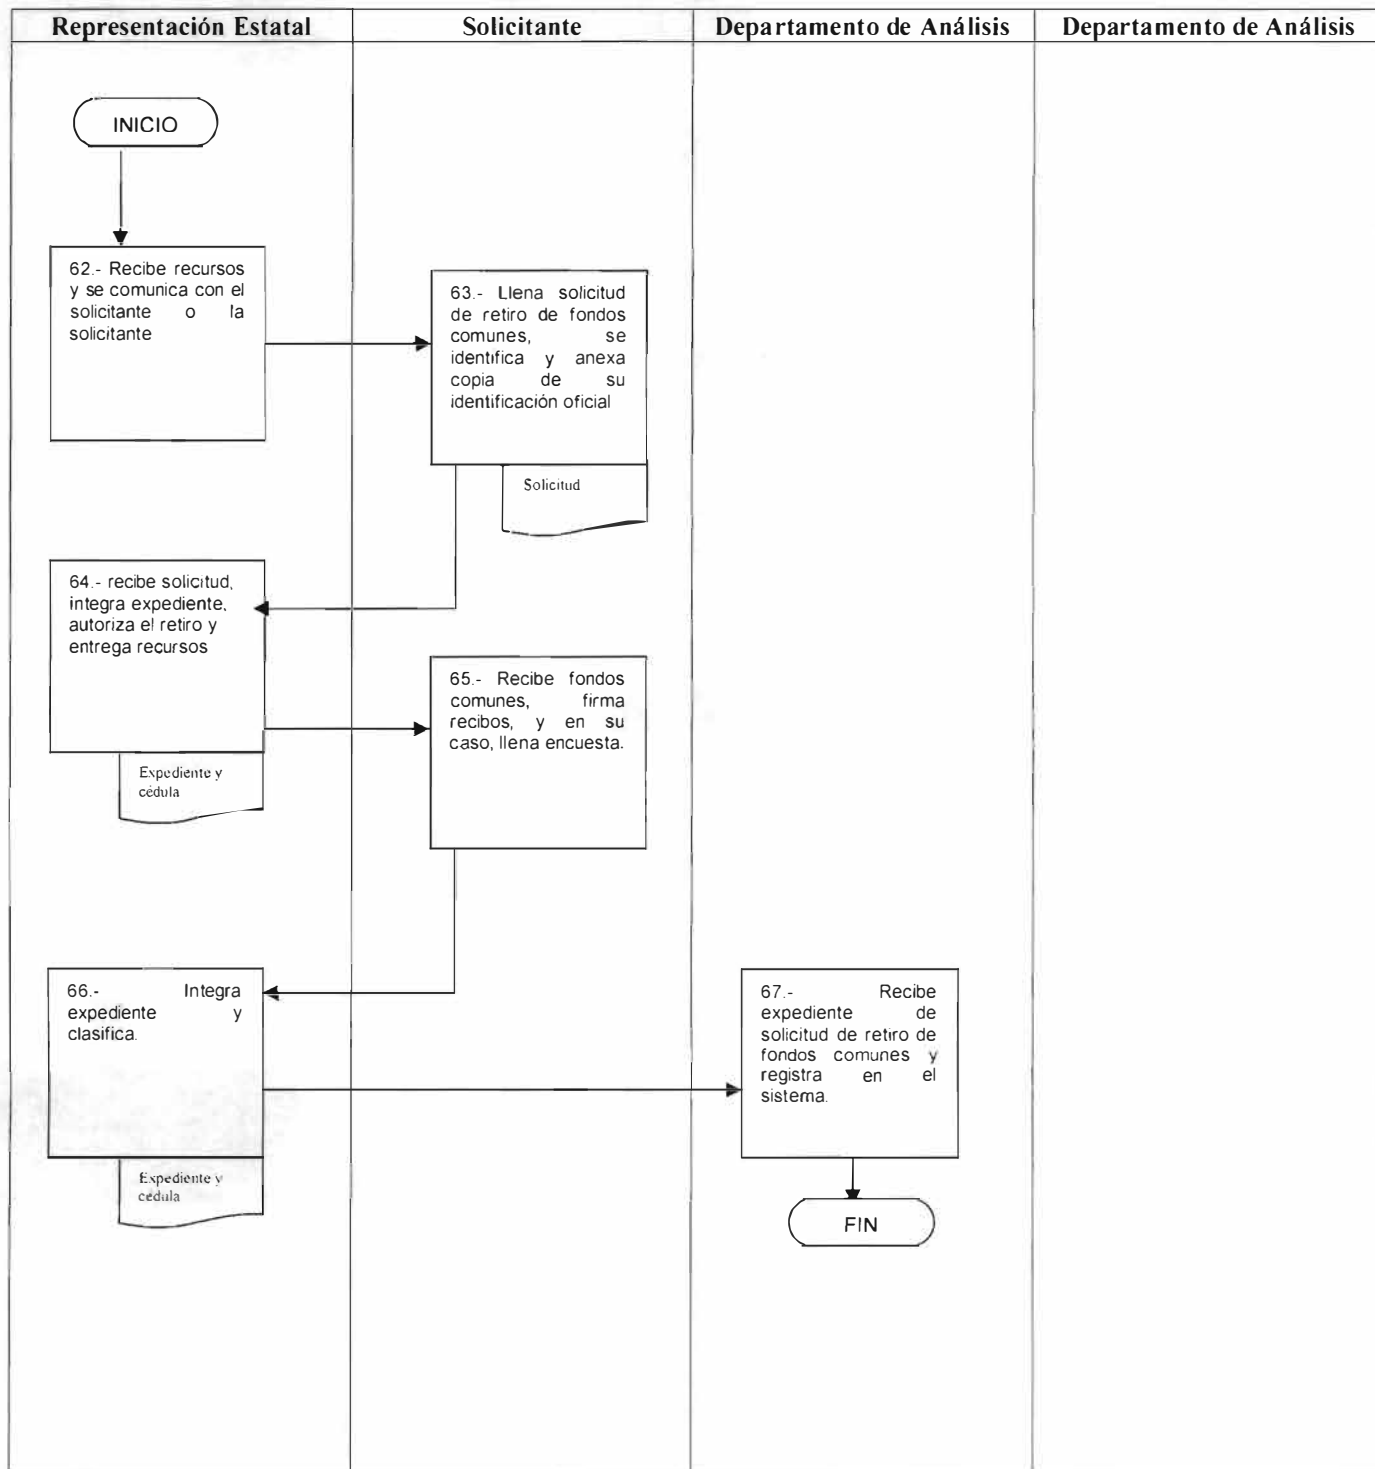 Representación Estatal
Solicitante
Departamento de Análisis
Departamento de Análisis
INICIO
62.- Recibe recursos
y se comunica con el
solicitante o la
solicitante
63.- Llena solicitud
de retiro de fondos
comunes, se
identifica y anexa
copia de su
identificación oficial
Solicitud
64.- recibe solicitud,
integra expediente,
autoriza el retiro y
entrega recursos
Expediente y
cédula
65.- Recibe fondos
comunes, firma
recibos, y en su
caso, llena encuesta.
66.- Integra
expediente y
clasifica.
Expediente y
cédula
67.- Recibe
expediente de
solicitud de retiro de
fondos comunes y
registra en el
sistema.
FIN